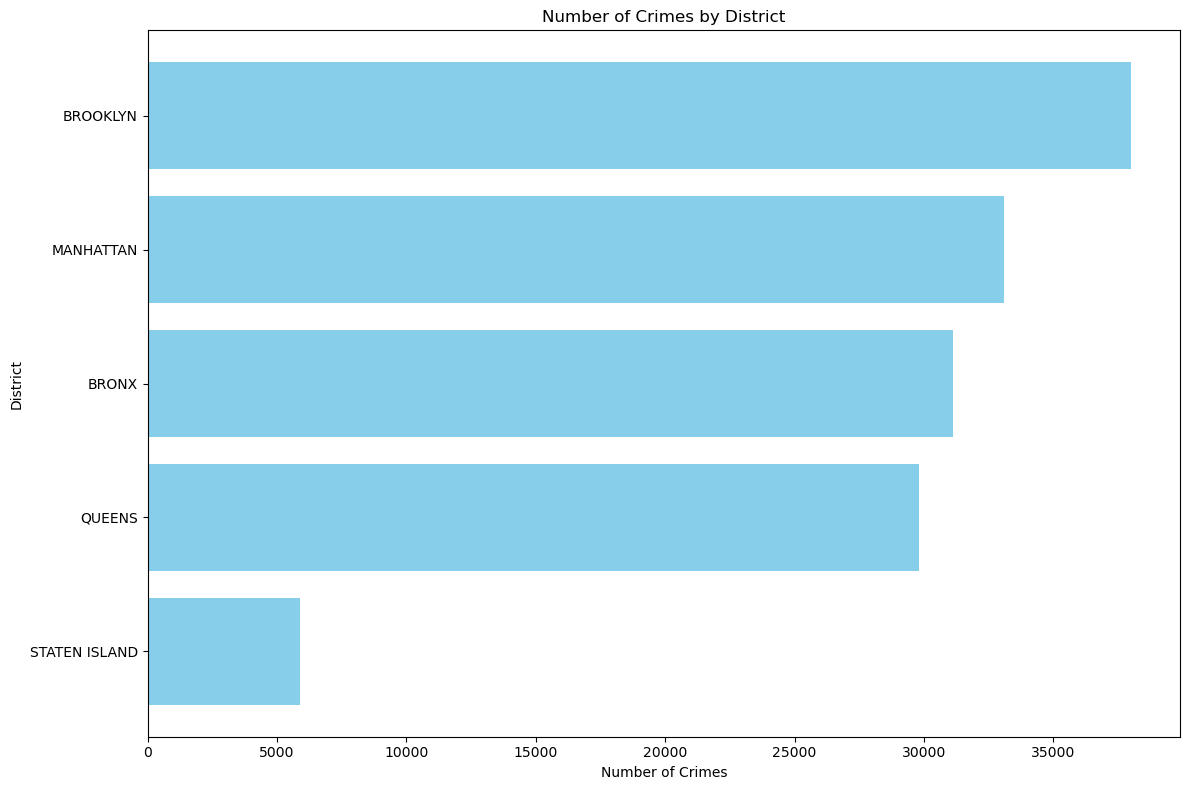 Number of Crimes by District
BROOKLYN
MANHATTAN
BRONX
QUEENS
STATEN ISLAND
District
0 5000 10000 15000 20000 25000 30000 35000
Number of Crimes